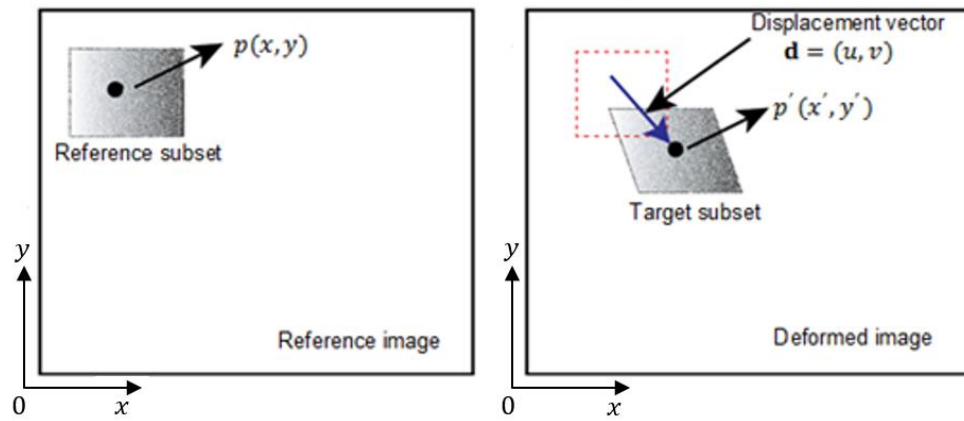 p(x, y)
Reference subset
y
Reference image
0
x
Displacement vector
𝐝 = (u, v)
p′(x′, y′)
Target subset
y
Deformed image
0
x